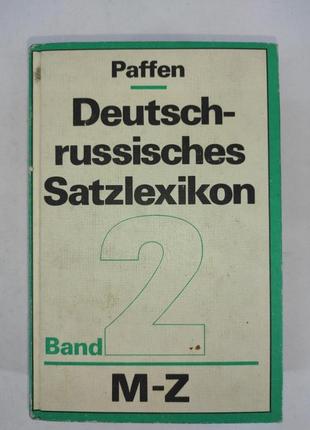 Paffen
Deutsch-
russisches
Satzlexikon
2
Band
M-Z